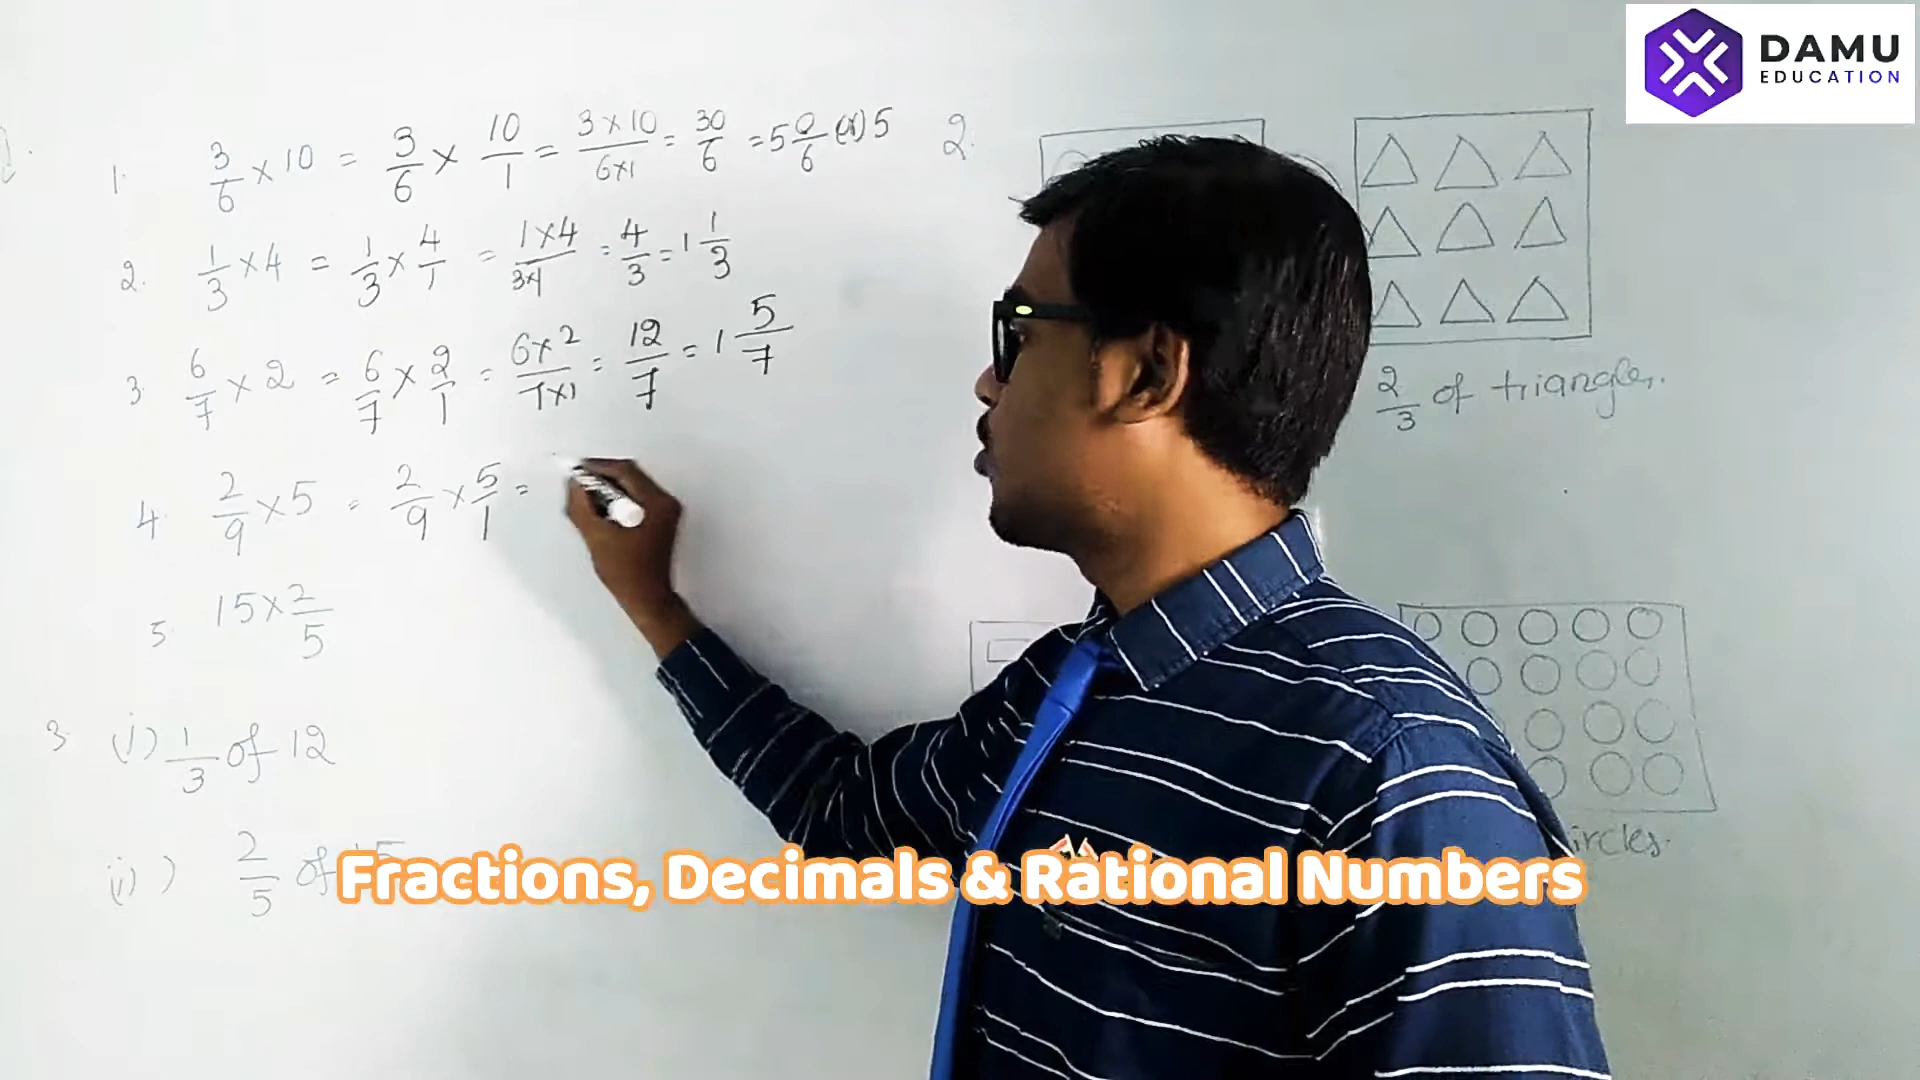 DAMU
EDUCATION
1. 3/6 × 10 = 3/6 × 10/1 = 3×10/6×1 = 30/6 = 5 0/6 (or) 5
2. 1/3 × 4 = 1/3 × 4/1 = 1×4/3×1 = 4/3 = 1 1/3
3. 6/7 × 2 = 6/7 × 2/1 = 6×2/7×1 = 12/7 = 1 5/7
4. 2/9 × 5 = 2/9 × 5/1 =
5. 15 × 2/5
3 (i) 1/3 of 12
(ii) 2/5 of
2.
2/3 of triangles.
ircles.
Fractions, Decimals & Rational Numbers